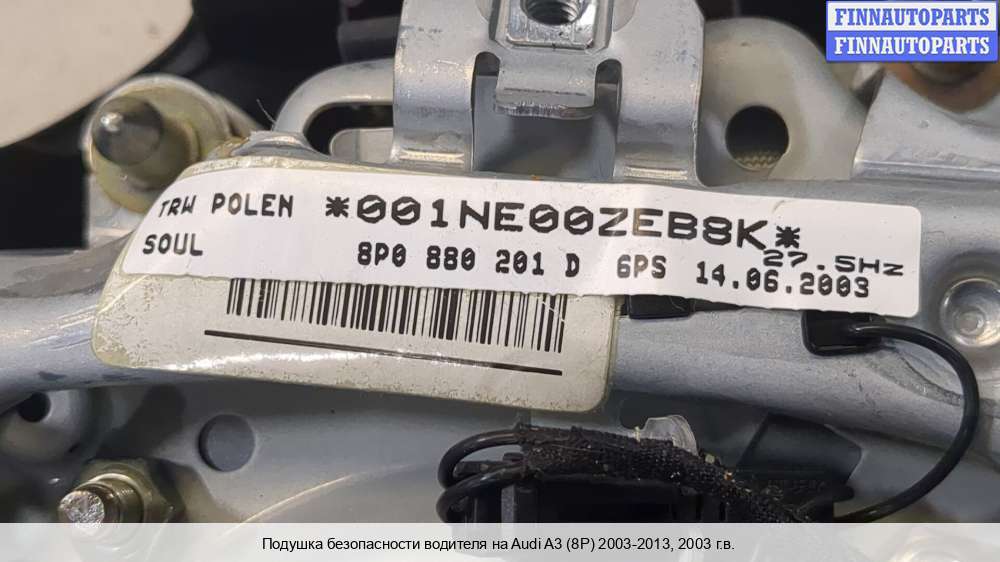 FINNAUTOPARTS
FINNAUTOPARTS
TRW POLEN *001NE00ZEB8K*
SOUL 8P0 880 201 D 6PS 14.06.2003
27.5Hz
Подушка безопасности водителя на Audi A3 (8P) 2003-2013, 2003 г.в.